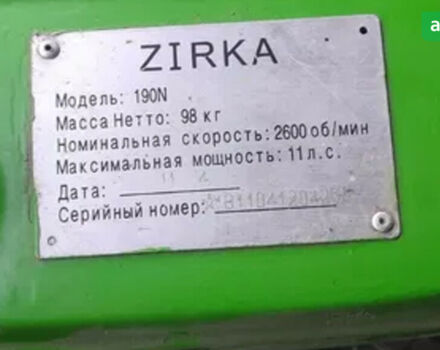 ZIRKA
Модель: 190N
Масса Нетто: 98 кг
Номинальная скорость: 2600 об/мин
Максимальная мощность: 11 л.с.
Дата:
Серийный номер: